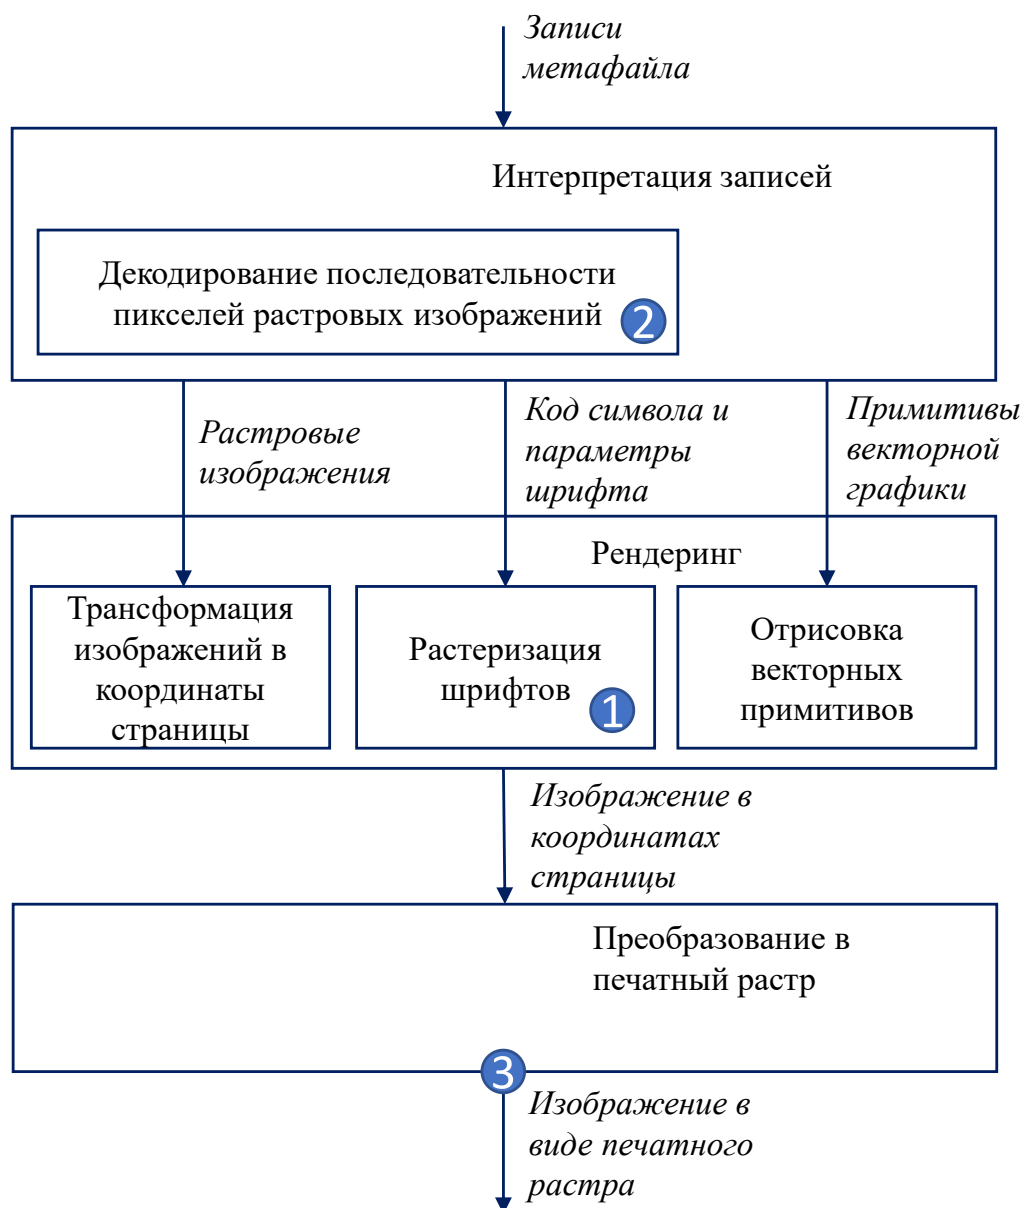 Записи
метафайла
Интерпретация записей
Декодирование последовательности
пикселей растровых изображений
2
Растровые
изображения
Код символа и
параметры
шрифта
Примитивы
векторной
графики
Рендеринг
Трансформация
изображений в
координаты
страницы
Растеризация
шрифтов
1
Отрисовка
векторных
примитивов
Изображение в
координатах
страницы
Преобразование в
печатный растр
3
Изображение в
виде печатного
растра